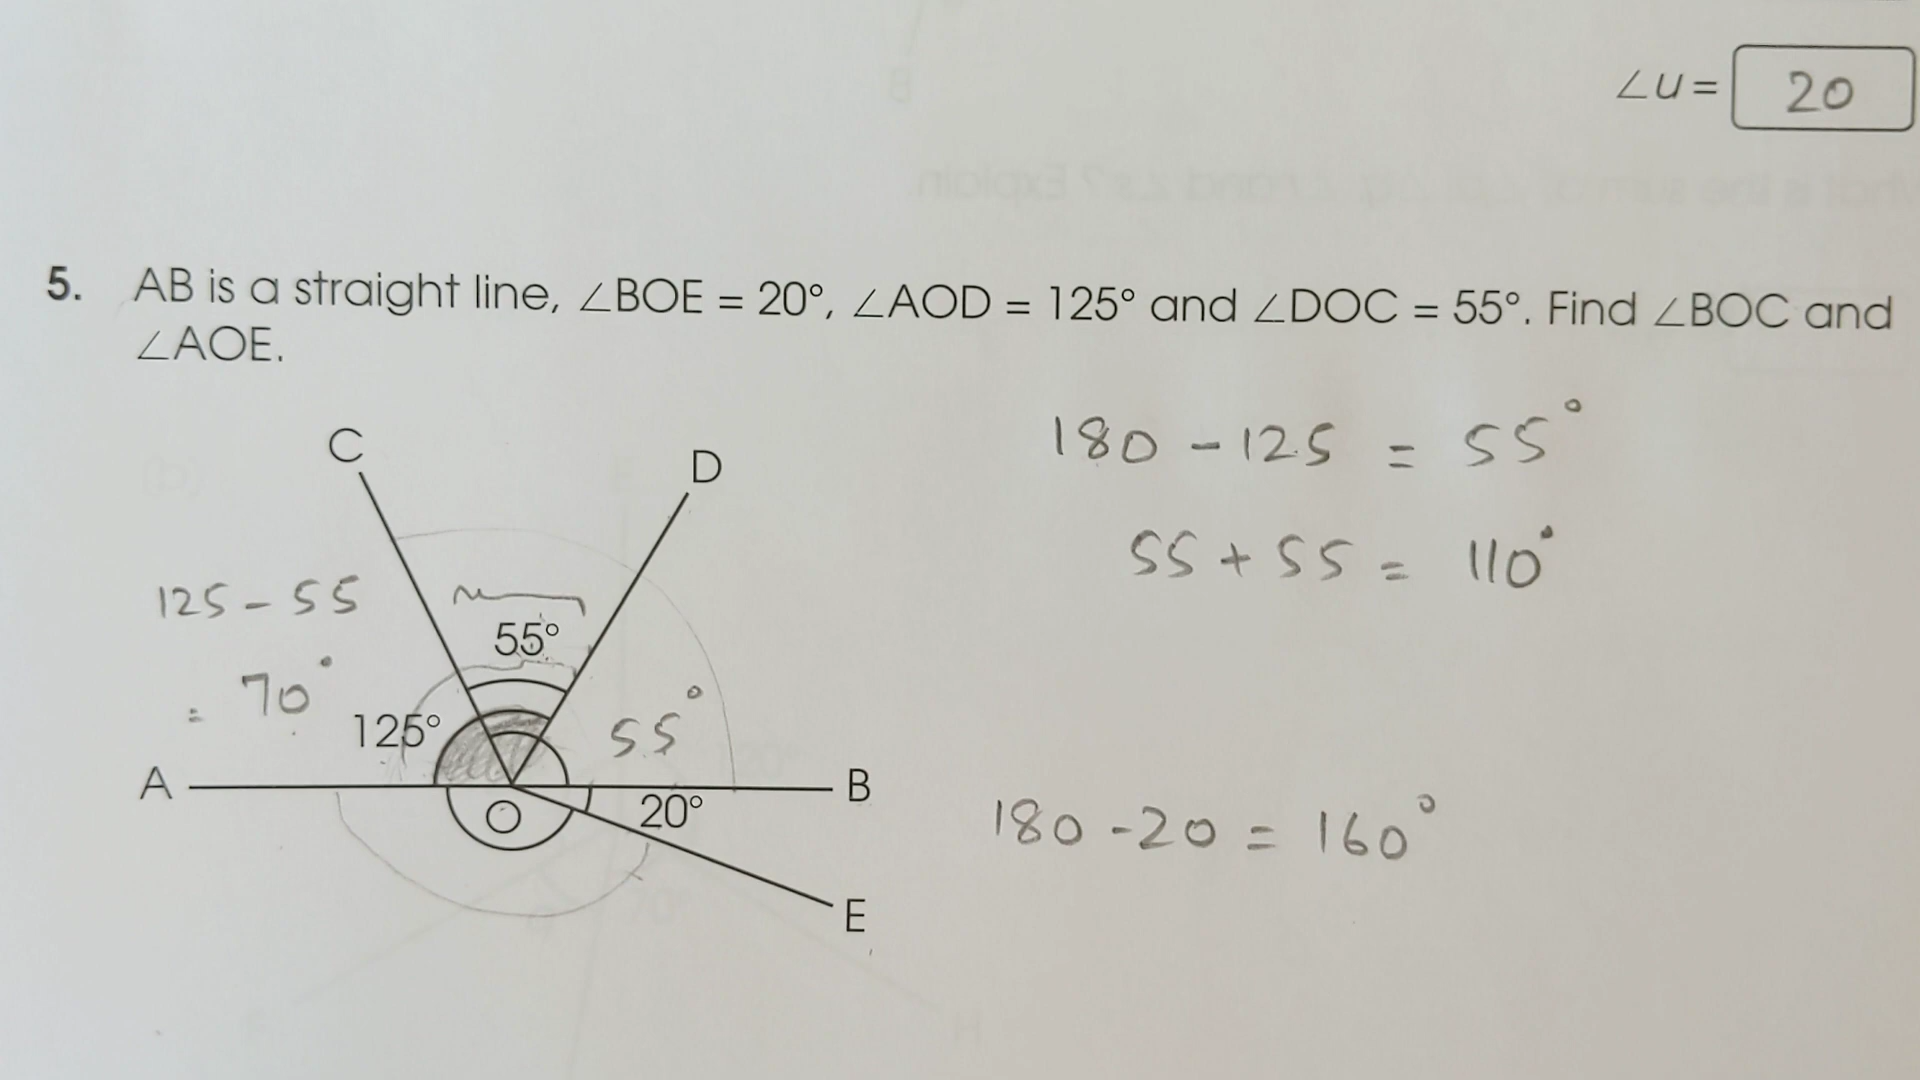 ∠u = 20
5. AB is a straight line, ∠BOE = 20°, ∠AOD = 125° and ∠DOC = 55°. Find ∠BOC and
∠AOE.
180 - 125 = 55°
55 + 55 = 110°
180 - 20 = 160°
C
D
125 - 55
= 70°
55°
125°
55°
A
B
O
20°
E